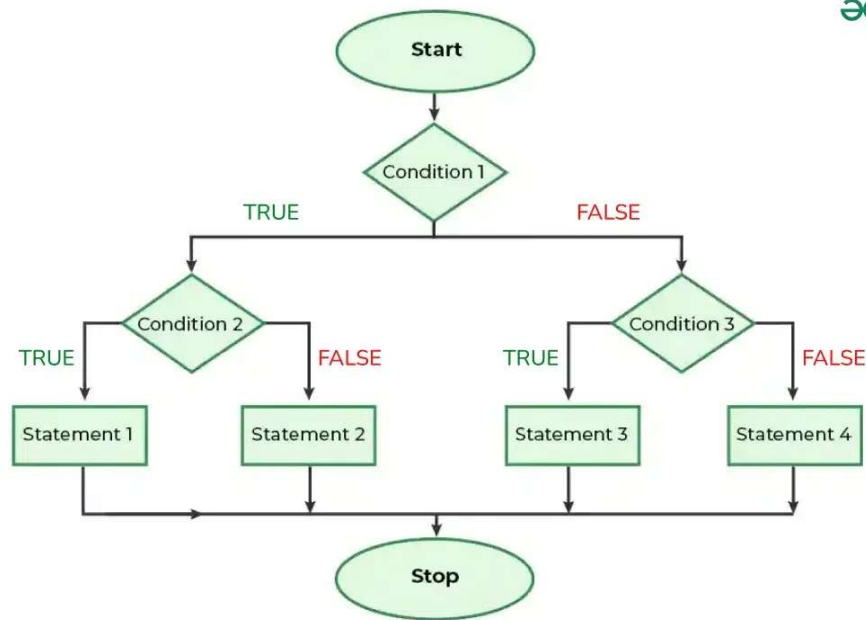 Start
Condition 1
TRUE
FALSE
Condition 2
Condition 3
TRUE
FALSE
TRUE
FALSE
Statement 1
Statement 2
Statement 3
Statement 4
Stop